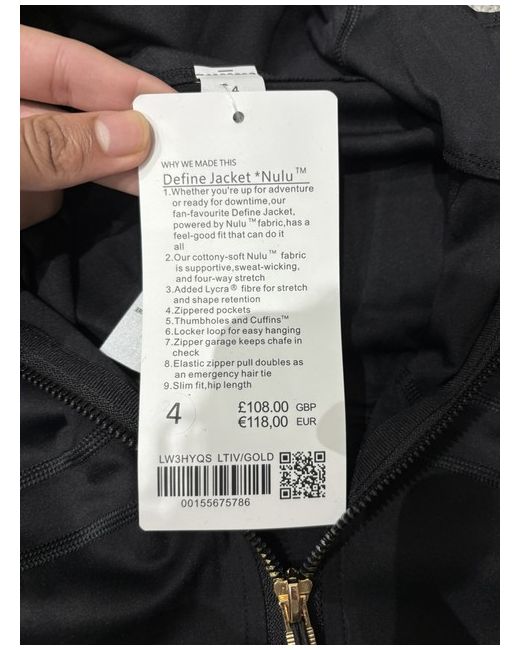 4
WHY WE MADE THIS
Define Jacket *Nulu™
1.Whether you're up for adventure
or ready for downtime,our
fan-favourite Define Jacket,
powered by Nulu™fabric,has a
feel-good fit that can do it
all
2.Our cottony-soft Nulu™ fabric
is supportive,sweat-wicking,
and four-way stretch
3.Added Lycra® fibre for stretch
and shape retention
4.Zippered pockets
5.Thumbholes and Cuffins™
6.Locker loop for easy hanging
7.Zipper garage keeps chafe in
check
8.Elastic zipper pull doubles as
an emergency hair tie
9.Slim fit,hip length
4
£108.00 GBP
€118,00 EUR
LW3HYQS LTIV/GOLD
00155675786